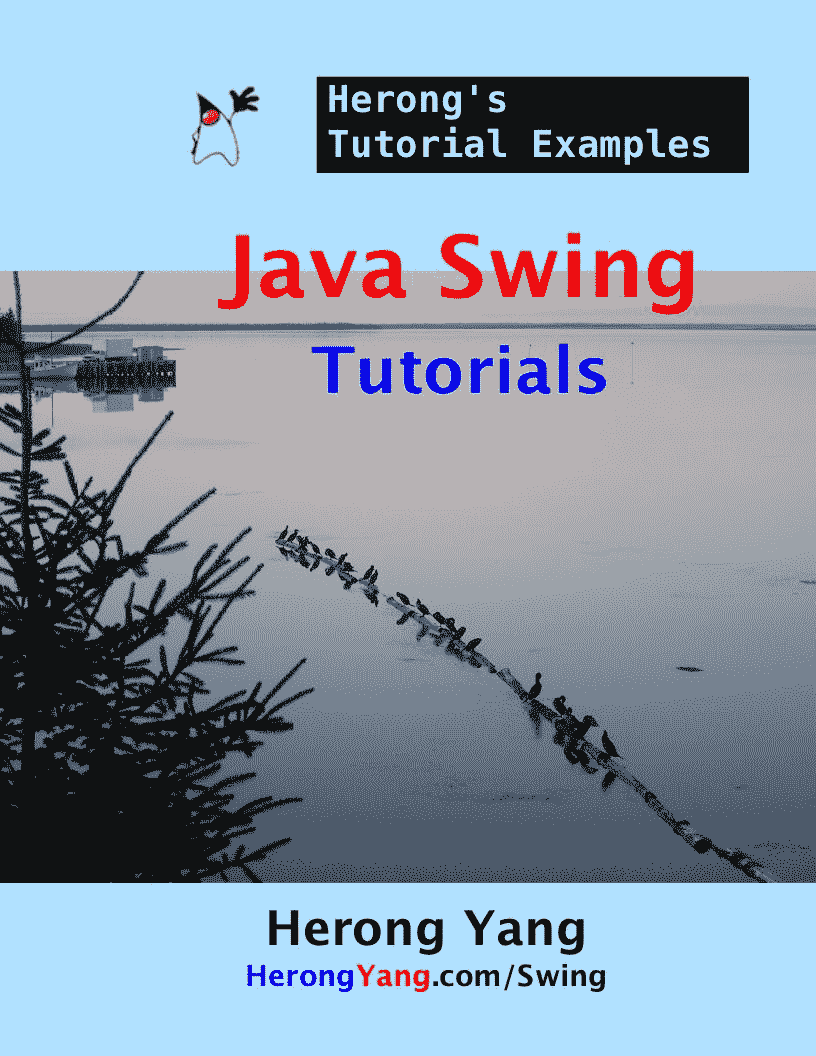 Herong's
Tutorial Examples
Java Swing
Tutorials
Herong Yang
HerongYang.com/Swing